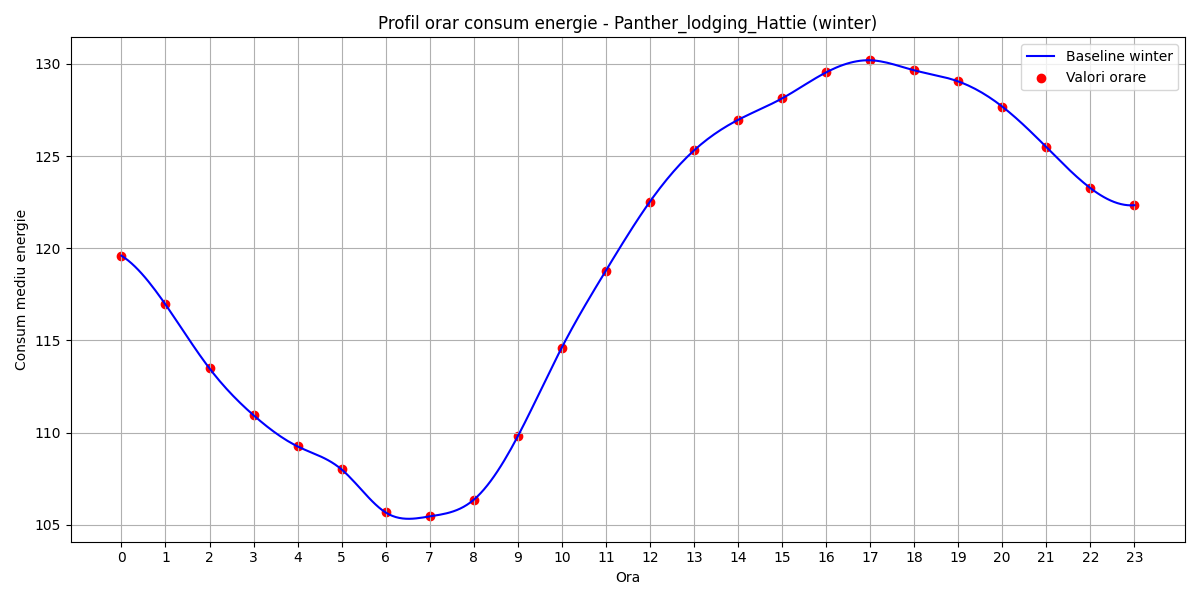 Profil orar consum energie - Panther_lodging_Hattie (winter)
Baseline winter
Valori orare
Consum mediu energie
130
125
120
115
110
105
0 1 2 3 4 5 6 7 8 9 10 11 12 13 14 15 16 17 18 19 20 21 22 23
Ora